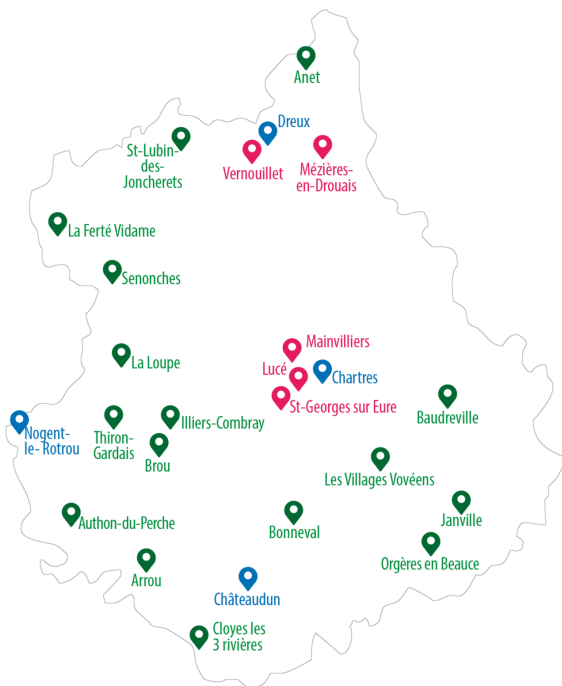 Anet
Dreux
St-Lubin-
des-
Joncherets
Vernouillet
Mézières-
en-Drouais
La Ferté Vidame
Senonches
Mainvilliers
La Loupe
Lucé
Chartres
St-Georges sur Eure
Baudreville
Illiers-Combray
Nogent-
le- Rotrou
Thiron-
Gardais
Brou
Les Villages Vovéens
Janville
Authon-du-Perche
Bonneval
Orgères en Beauce
Arrou
Châteaudun
Cloyes les
3 rivières